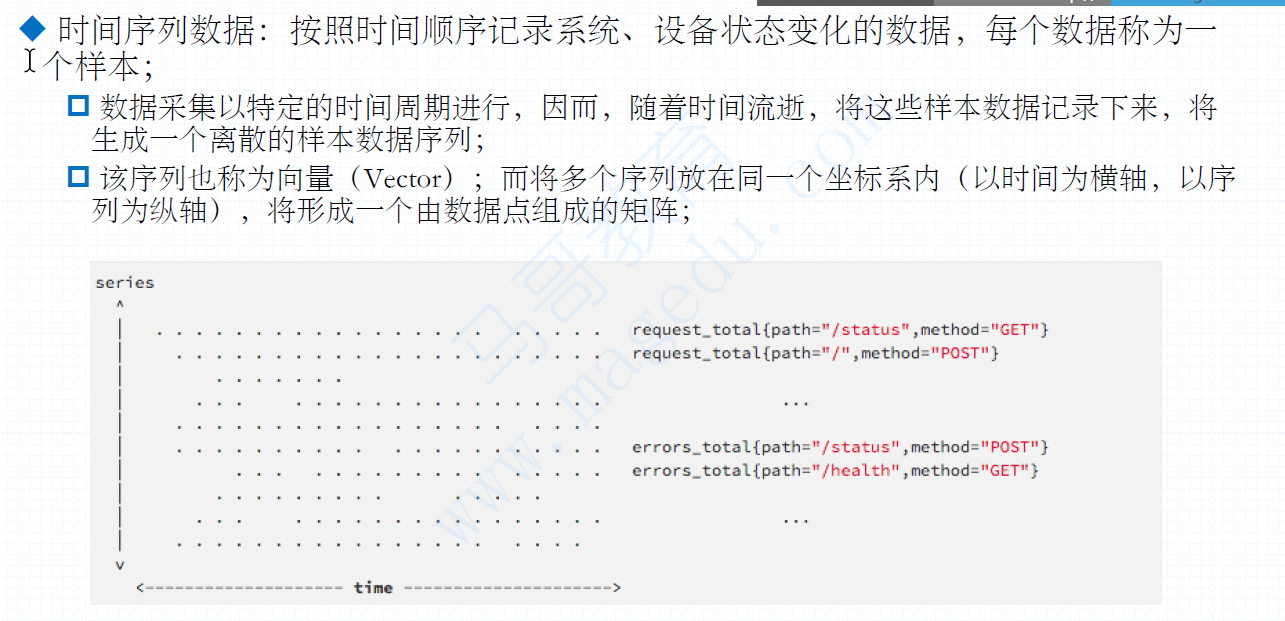 时间序列数据：按照时间顺序记录系统、设备状态变化的数据，每个数据称为一
个样本；
数据采集以特定的时间周期进行，因而，随着时间流逝，将这些样本数据记录下来，将
生成一个离散的样本数据序列；
该序列也称为向量（Vector）；而将多个序列放在同一个坐标系内（以时间为横轴，以序
列为纵轴），将形成一个由数据点组成的矩阵；
series
request_total{path="/status",method="GET"}
request_total{path="/",method="POST"}
...
errors_total{path="/status",method="POST"}
errors_total{path="/health",method="GET"}
...
<-------------------- time --------------------->
马哥教育
www.magedu.com